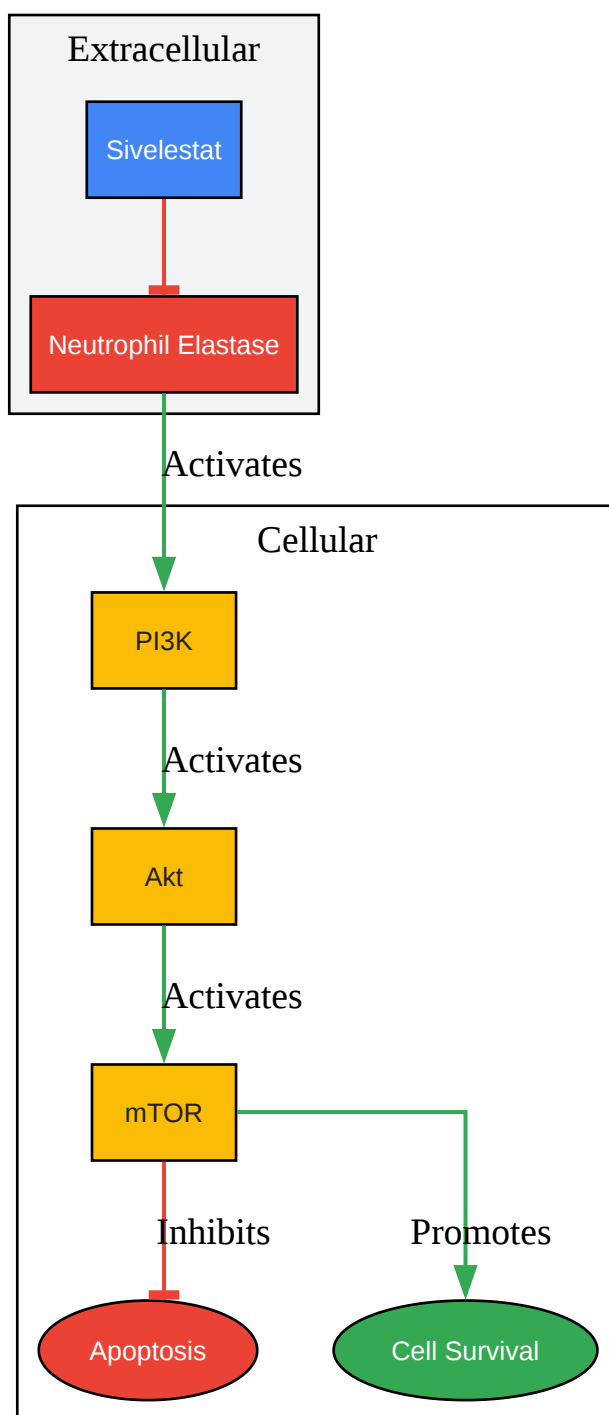 Extracellular
Sivelestat
Neutrophil Elastase
Activates
Cellular
PI3K
Activates
Akt
Activates
mTOR
Inhibits
Promotes
Apoptosis
Cell Survival